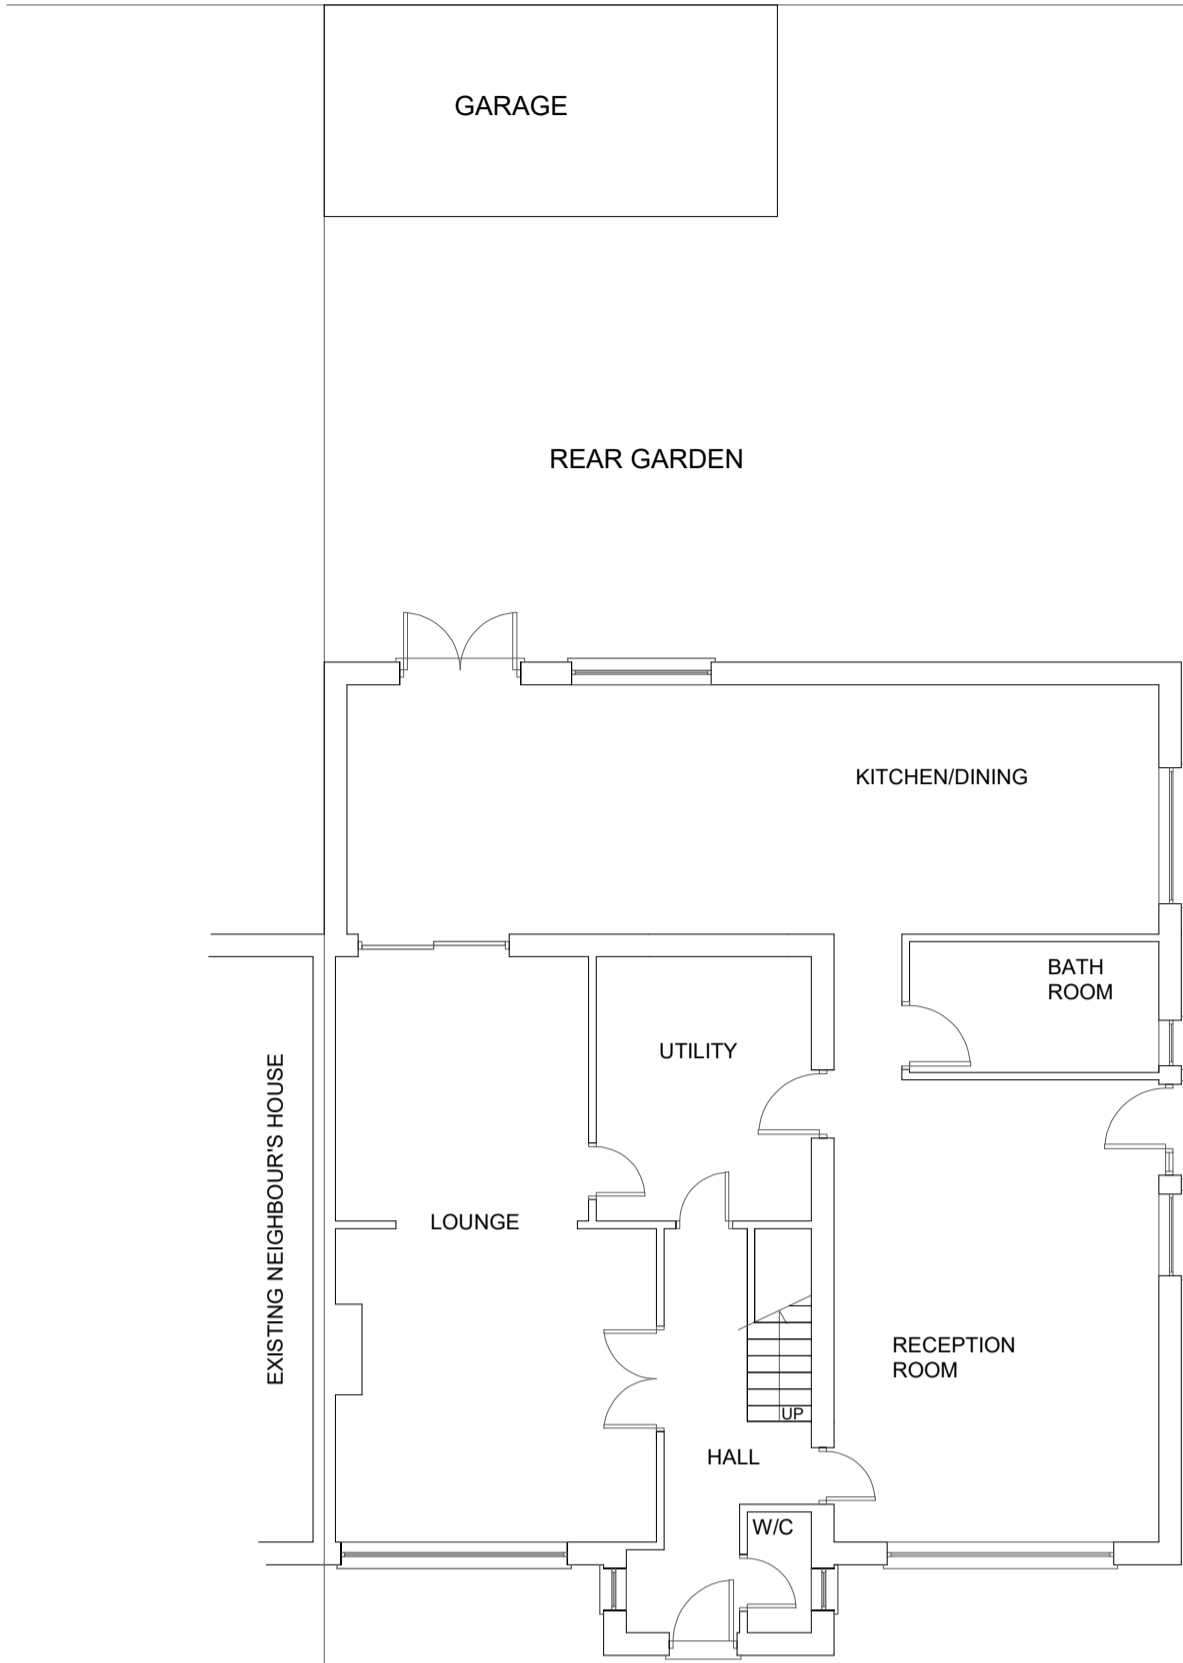 GARAGE
REAR GARDEN
KITCHEN/DINING
BATH
ROOM
UTILITY
EXISTING NEIGHBOUR'S HOUSE
LOUNGE
RECEPTION
ROOM
UP
HALL
W/C